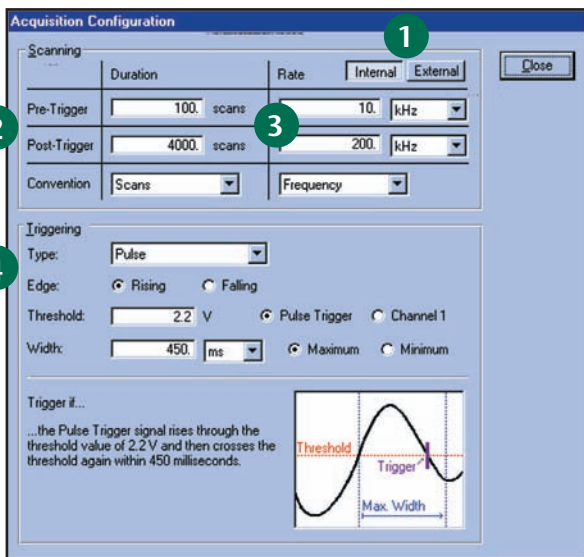 Acquisition Configuration
1
Scanning
Duration Rate Internal External Close
2
Pre-Trigger 100. scans 3 10. kHz
Post-Trigger 4000. scans 200. kHz
Convention Scans Frequency
Triggering
4
Type: Pulse
Edge: Rising Falling
Threshold: 2.2 V Pulse Trigger Channel 1
Width: 450. ms Maximum Minimum
Trigger if...
...the Pulse Trigger signal rises through the
threshold value of 2.2 V and then crosses the
threshold again within 450 milliseconds.
Threshold
Trigger
Max. Width